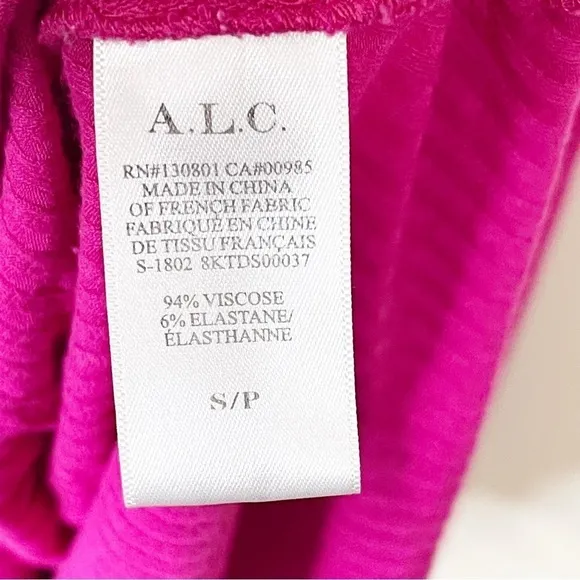 A.L.C.
RN#130801 CA#00985
MADE IN CHINA
OF FRENCH FABRIC
FABRIQUÉ EN CHINE
DE TISSU FRANÇAIS
S-1802 8KTDS00037
94% VISCOSE
6% ELASTANE/
ÉLASTHANNE
S/P